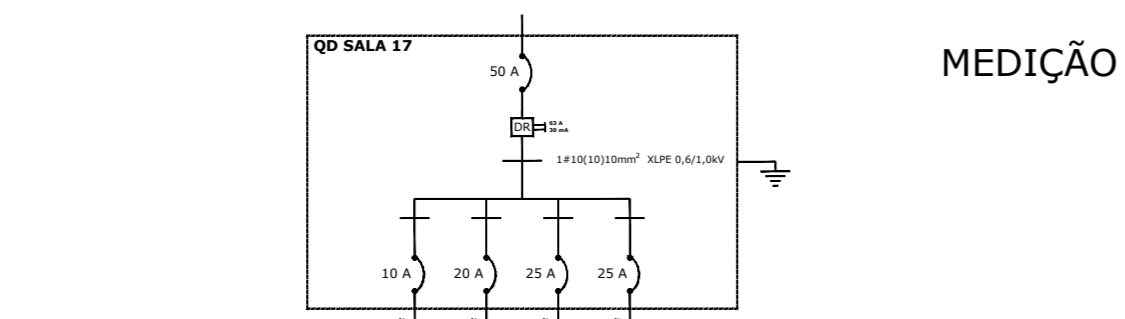 QD SALA 17
MEDIÇÃO
50 A
DR
63 A
30 mA
1#10(10)10mm² XLPE 0,6/1,0kV
10 A
20 A
25 A
25 A